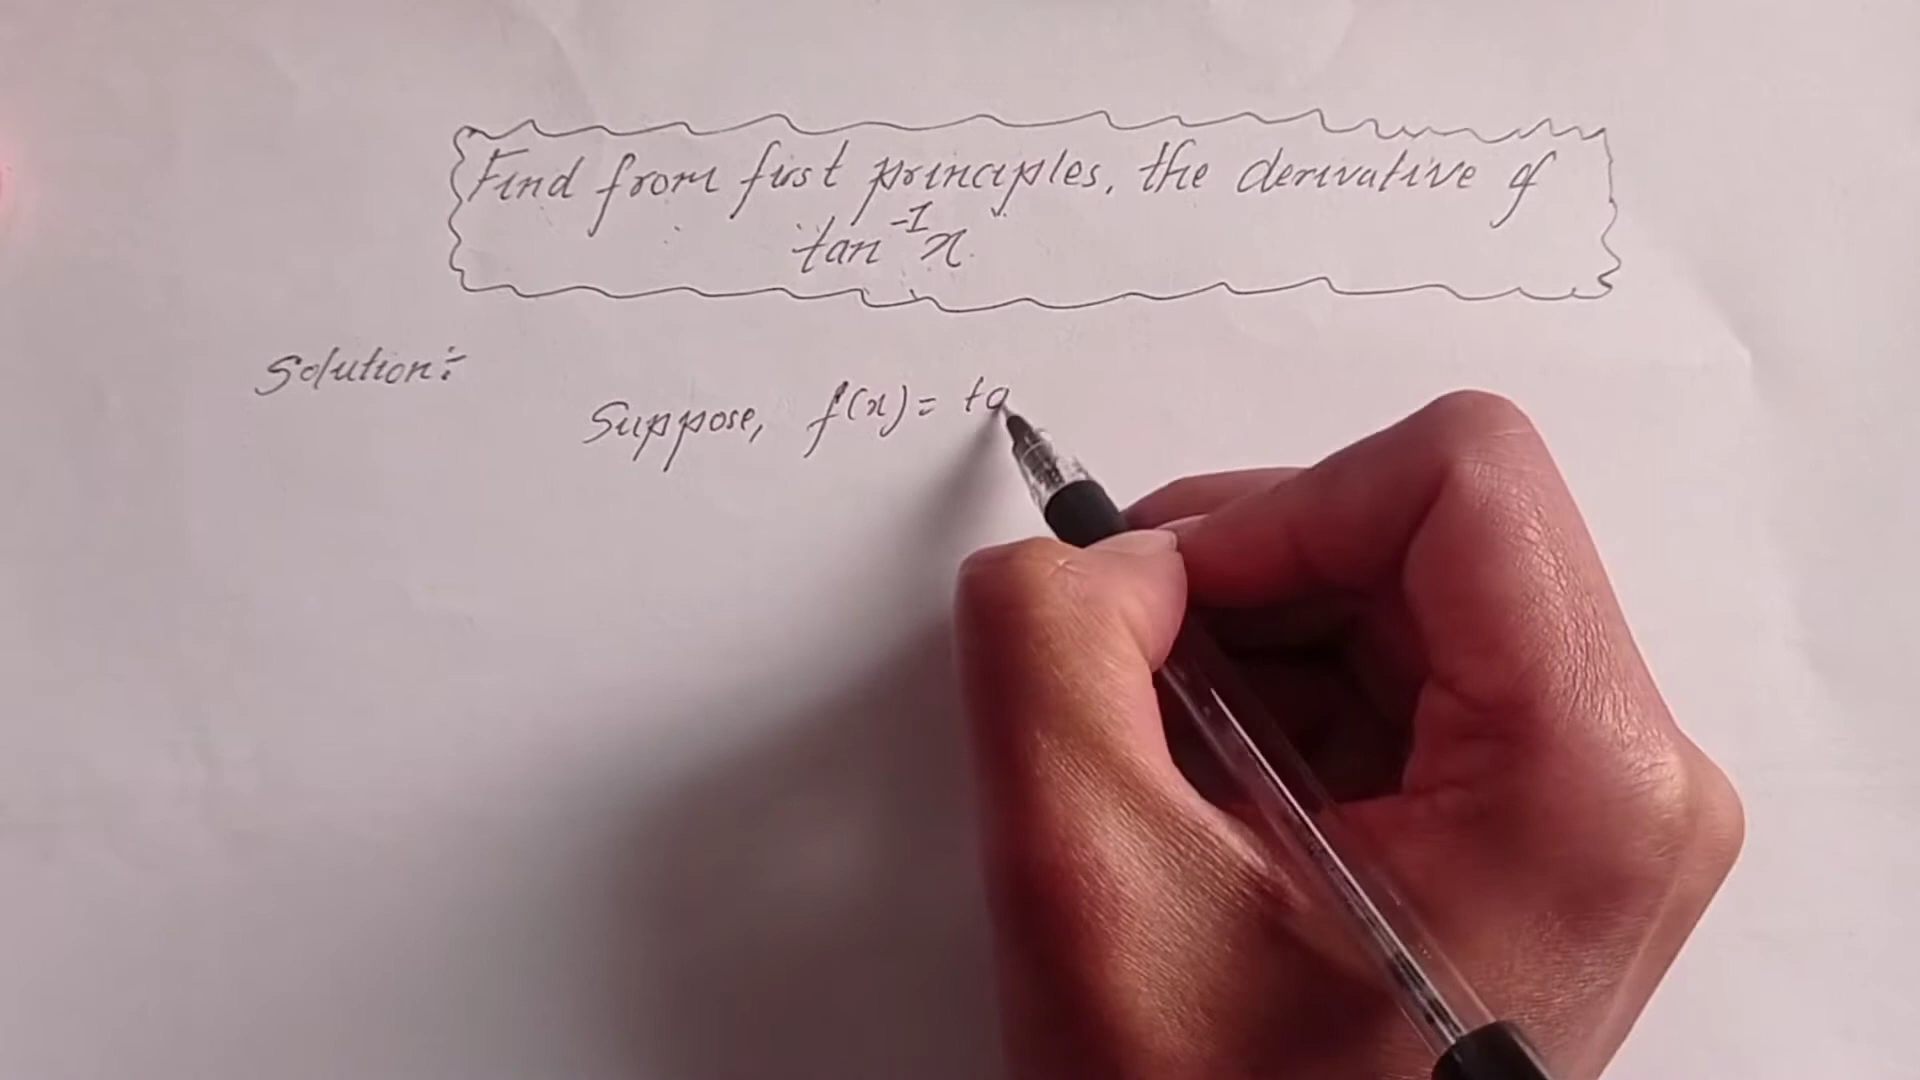 Find from first principles, the derivative of
tan⁻¹x.
Solution:-
Suppose, f(x) = ta